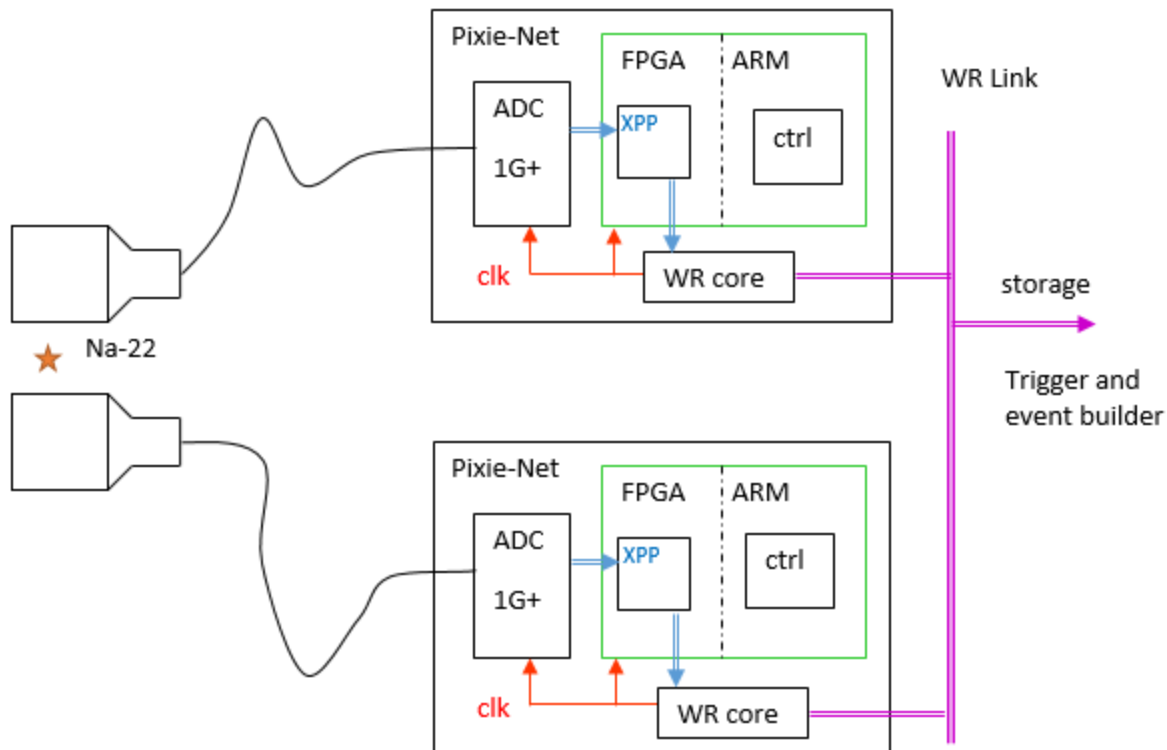 Pixie-Net
FPGA
ARM
WR Link
ADC
XPP
ctrl
1G+
clk
WR core
storage
Na-22
Trigger and
event builder
Pixie-Net
FPGA
ARM
ADC
XPP
ctrl
1G+
clk
WR core